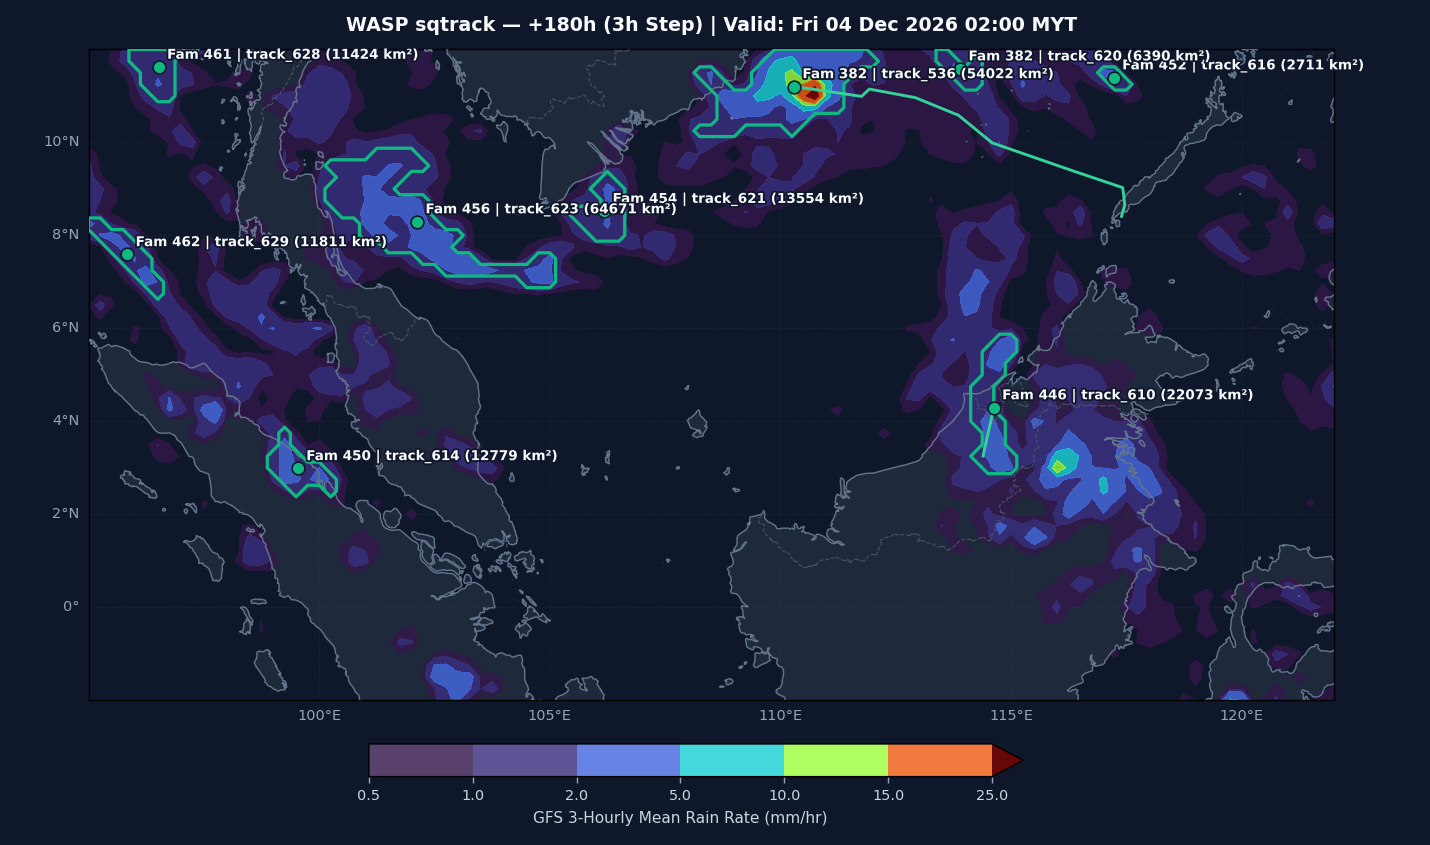 WASP sqtrack — +180h (3h Step) | Valid: Fri 04 Dec 2026 02:00 MYT
Fam 461 | track_628 (11424 km²)
Fam 382 | track_620 (6390 km²)
Fam 452 | track_616 (2711 km²)
Fam 382 | track_536 (54022 km²)
10°N
Fam 454 | track_621 (13554 km²)
Fam 456 | track_623 (64671 km²)
8°N
Fam 462 | track_629 (11811 km²)
6°N
Fam 446 | track_610 (22073 km²)
4°N
Fam 450 | track_614 (12779 km²)
2°N
0°
100°E 105°E 110°E 115°E 120°E
0.5 1.0 2.0 5.0 10.0 15.0 25.0
GFS 3-Hourly Mean Rain Rate (mm/hr)